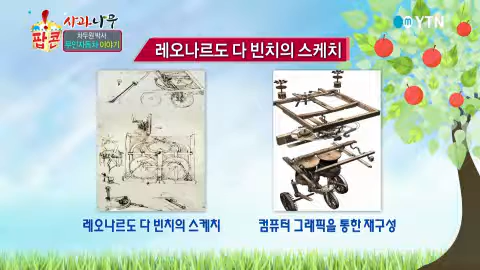 팝콘
사과나무
차두원 박사
무인자동차 이야기
YTN
레오나르도 다 빈치의 스케치
레오나르도 다 빈치의 스케치
컴퓨터 그래픽을 통한 재구성